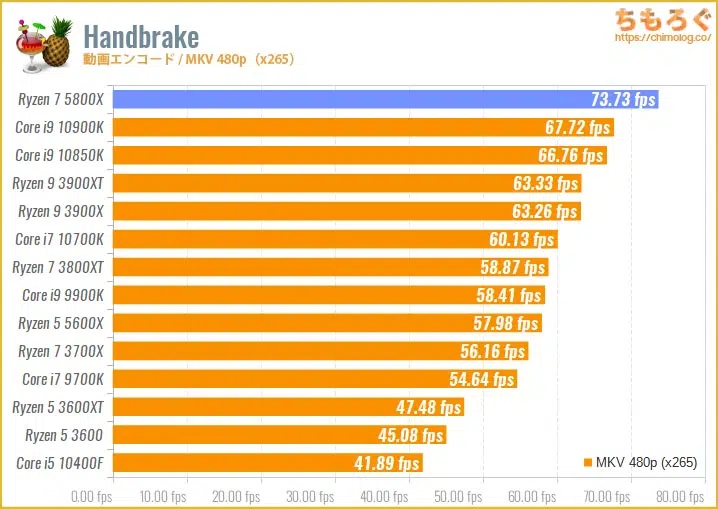 Handbrake
動画エンコード / MKV 480p（x265）
ちもろぐ
https://chimolog.co/
Ryzen 7 5800X 73.73 fps
Core i9 10900K 67.72 fps
Core i9 10850K 66.76 fps
Ryzen 9 3900XT 63.33 fps
Ryzen 9 3900X 63.26 fps
Core i7 10700K 60.13 fps
Ryzen 7 3800XT 58.87 fps
Core i9 9900K 58.41 fps
Ryzen 5 5600X 57.98 fps
Ryzen 7 3700X 56.16 fps
Core i7 9700K 54.64 fps
Ryzen 5 3600XT 47.48 fps
Ryzen 5 3600 45.08 fps
Core i5 10400F 41.89 fps
MKV 480p (x265)
0.00 fps 10.00 fps 20.00 fps 30.00 fps 40.00 fps 50.00 fps 60.00 fps 70.00 fps 80.00 fps